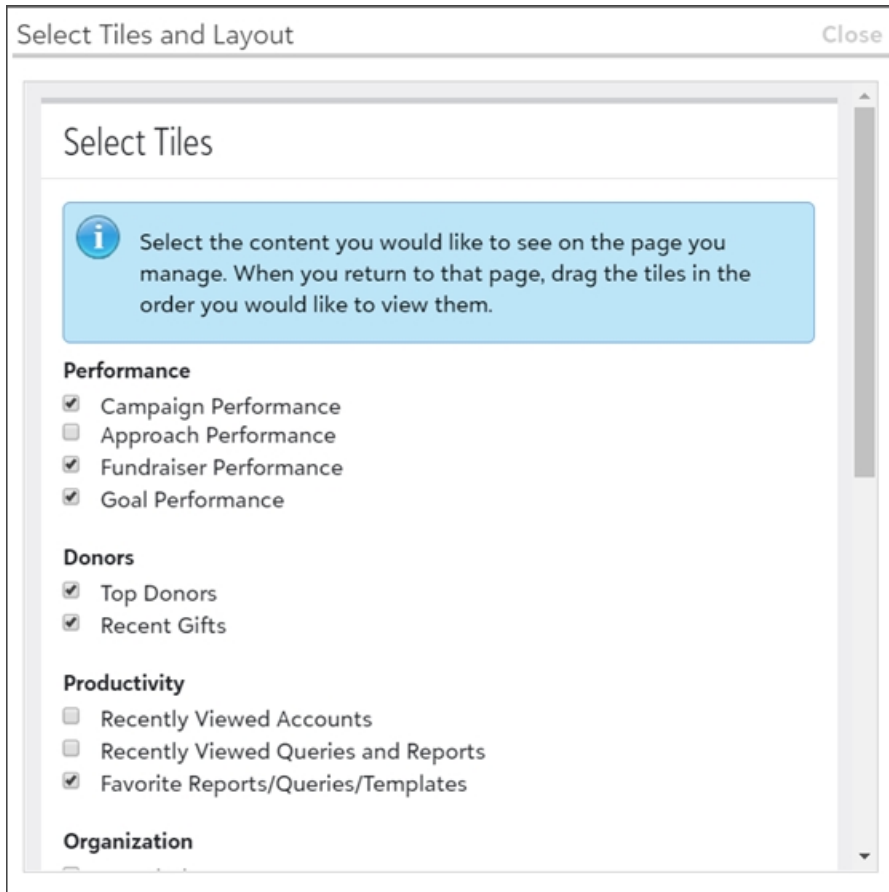 Select Tiles and Layout
Close
Select Tiles
Select the content you would like to see on the page you
manage. When you return to that page, drag the tiles in the
order you would like to view them.
Performance
Campaign Performance
Approach Performance
Fundraiser Performance
Goal Performance
Donors
Top Donors
Recent Gifts
Productivity
Recently Viewed Accounts
Recently Viewed Queries and Reports
Favorite Reports/Queries/Templates
Organization